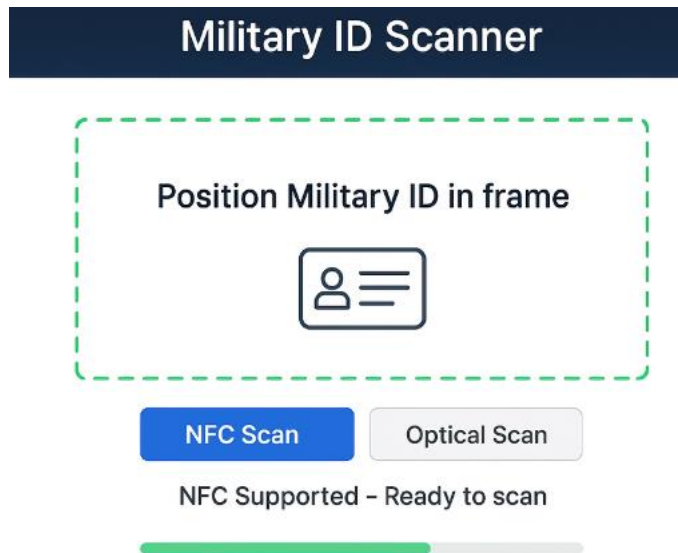 Military ID Scanner
Position Military ID in frame
NFC Scan
Optical Scan
NFC Supported – Ready to scan